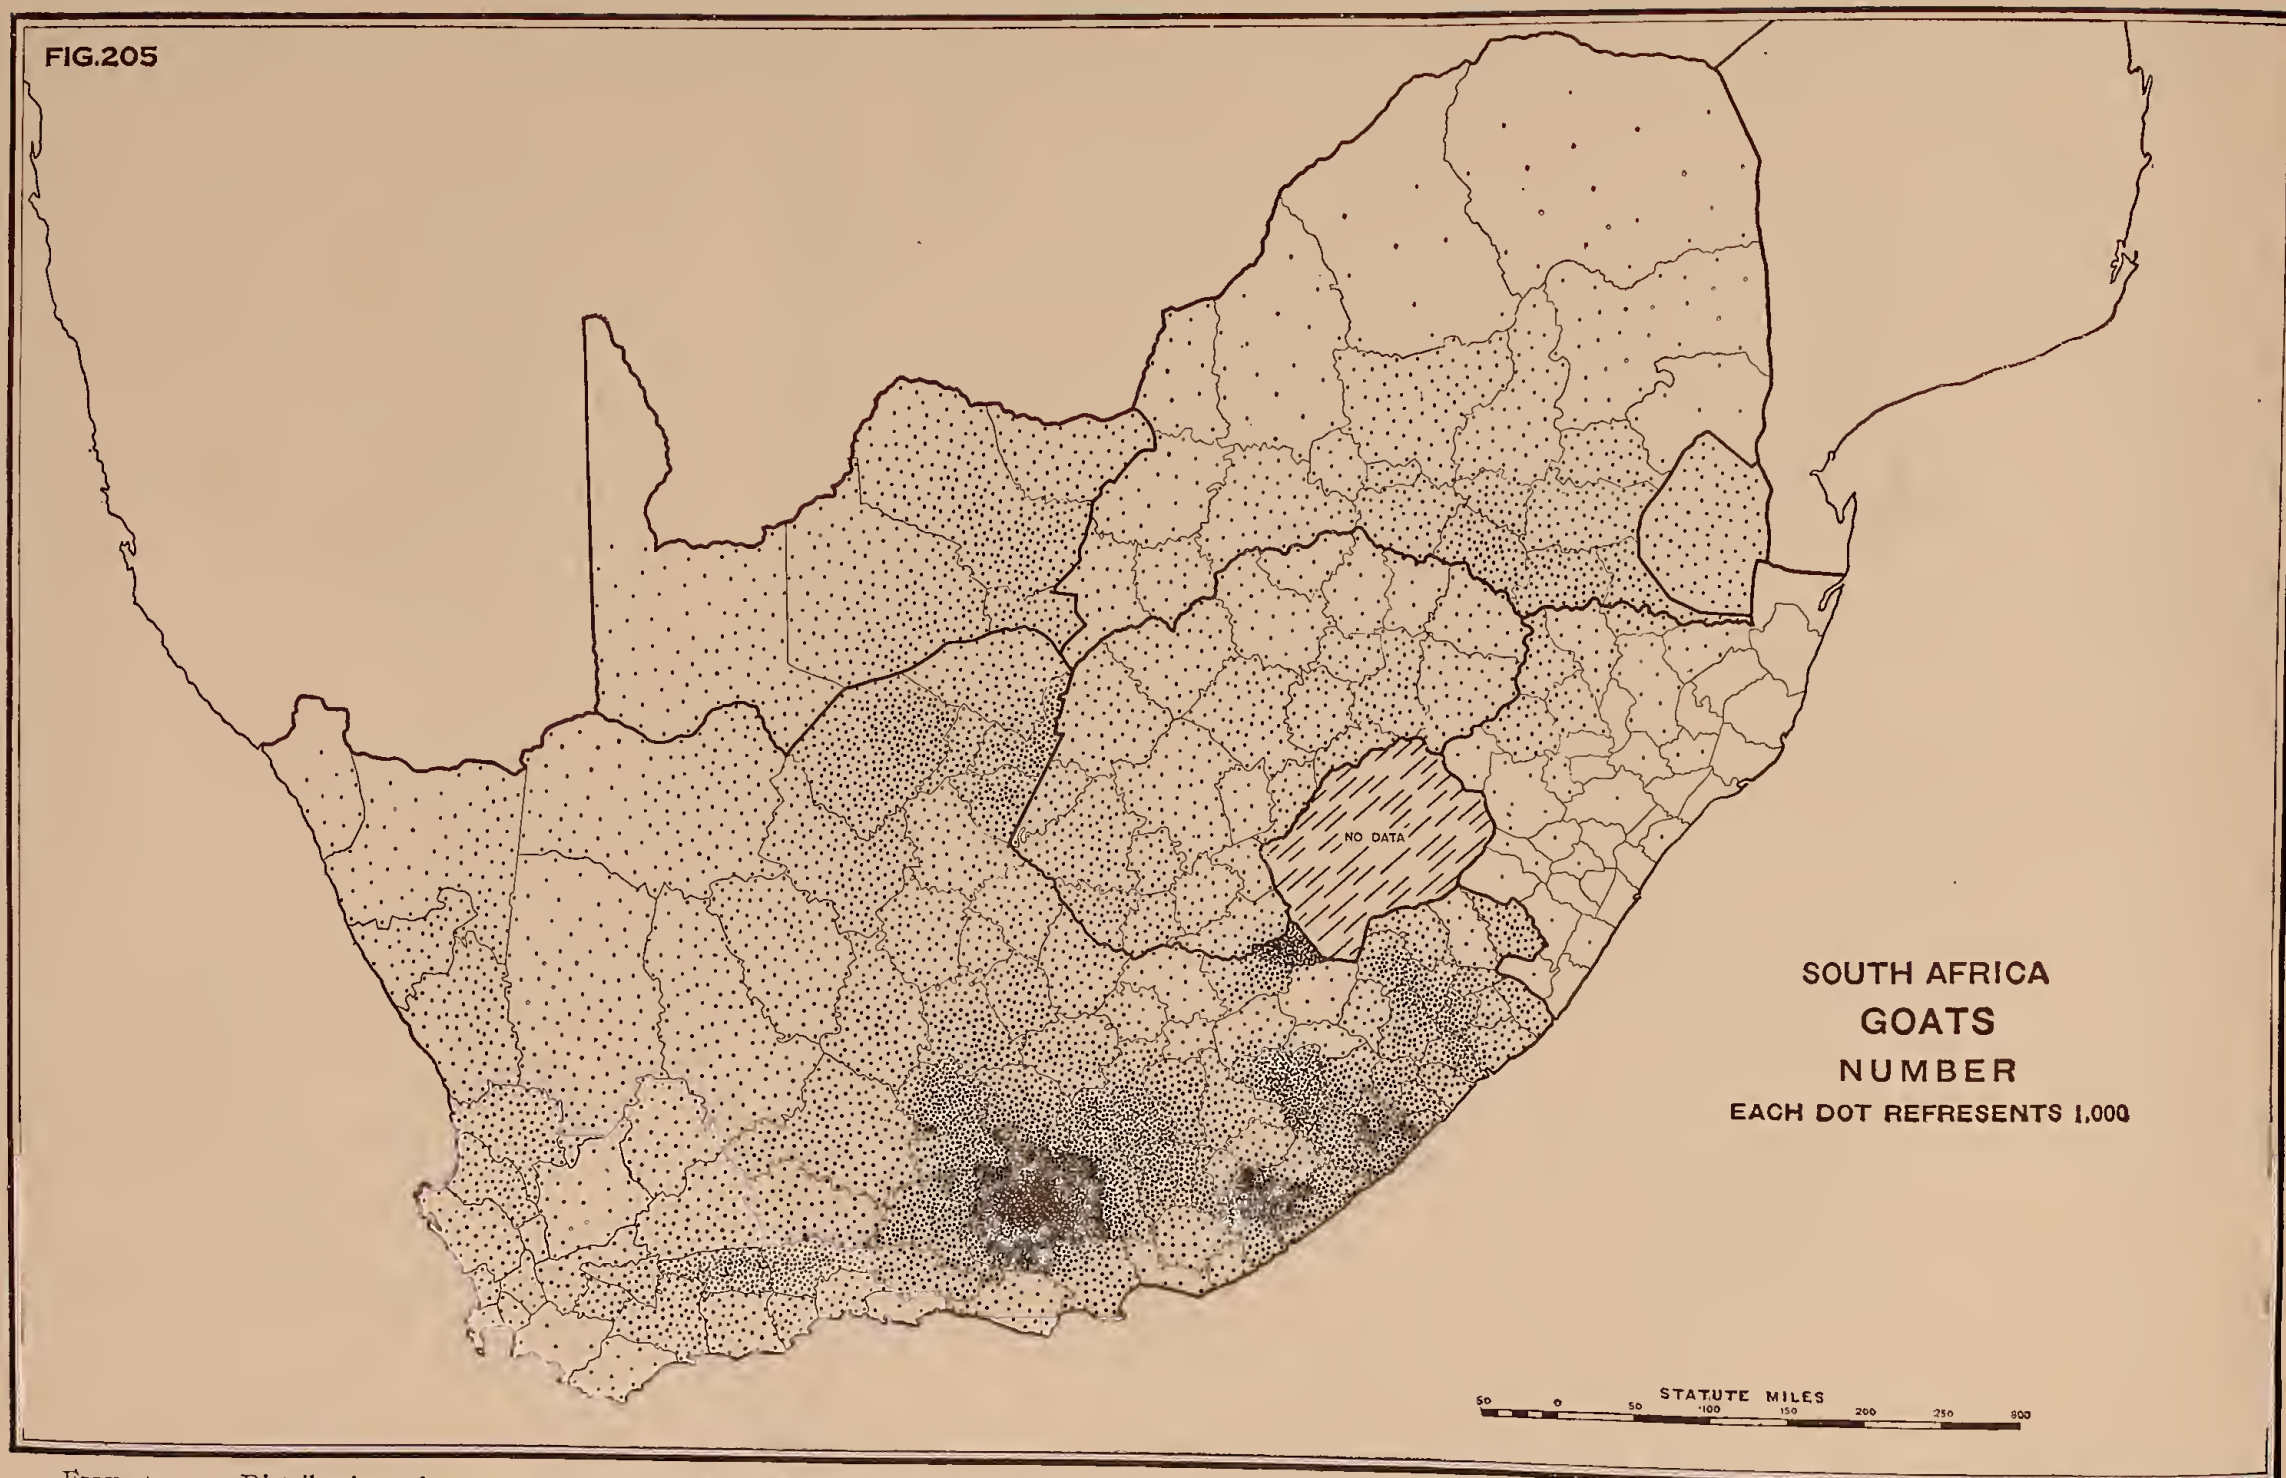 FIG.205
NO DATA
SOUTH AFRICA
GOATS
NUMBER
EACH DOT REFRESENTS 1,000
STATUTE MILES
50 0 50 100 150 200 250 300